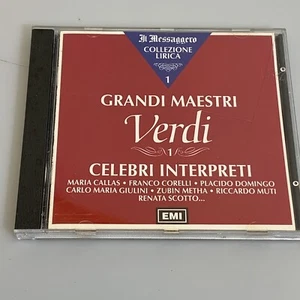 Il Messaggero
COLLEZIONE
LIRICA
1
GRANDI MAESTRI
Verdi
1
CELEBRI INTERPRETI
MARIA CALLAS • FRANCO CORELLI • PLACIDO DOMINGO
CARLO MARIA GIULINI • ZUBIN METHA • RICCARDO MUTI
RENATA SCOTTO...
EMI